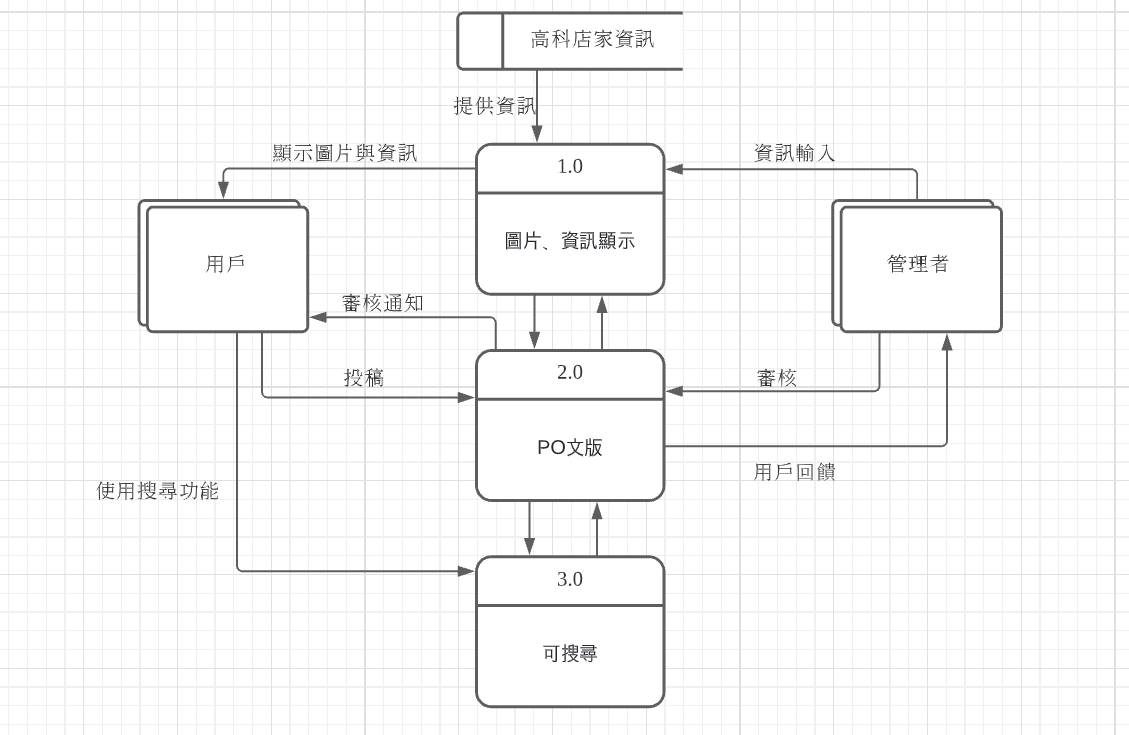 高科店家資訊
提供資訊
顯示圖片與資訊
1.0
資訊輸入
圖片、資訊顯示
用戶
管理者
審核通知
2.0
投稿
審核
PO文版
用戶回饋
使用搜尋功能
3.0
可搜尋